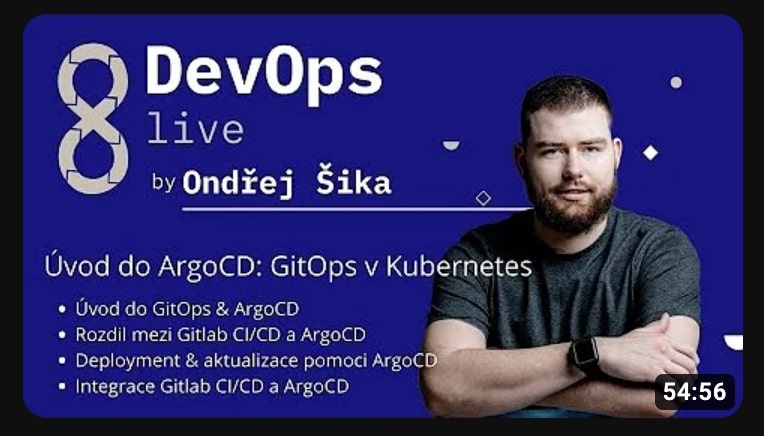 DevOps
live
by Ondřej Šika
Úvod do ArgoCD: GitOps v Kubernetes
• Úvod do GitOps & ArgoCD
• Rozdil mezi Gitlab CI/CD a ArgoCD
• Deployment & aktualizace pomoci ArgoCD
• Integrace Gitlab CI/CD a ArgoCD
54:56